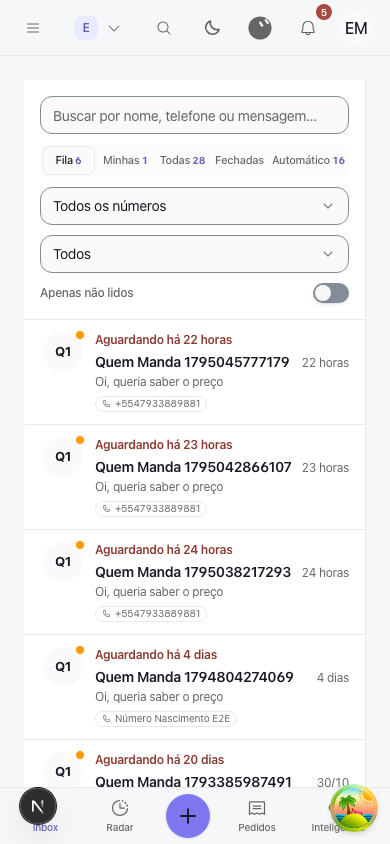 E
5
EM
Buscar por nome, telefone ou mensagem...
Fila 6 Minhas 1 Todas 28 Fechadas Automático 16
Todos os números
Todos
Apenas não lidos
Q1
Aguardando há 22 horas
Quem Manda 1795045777179 22 horas
Oi, queria saber o preço
+5547933889881
Q1
Aguardando há 23 horas
Quem Manda 1795042866107 23 horas
Oi, queria saber o preço
+5547933889881
Q1
Aguardando há 24 horas
Quem Manda 1795038217293 24 horas
Oi, queria saber o preço
+5547933889881
Q1
Aguardando há 4 dias
Quem Manda 1794804274069 4 dias
Oi, queria saber o preço
Número Nascimento E2E
Q1
Aguardando há 20 dias
Quem Manda 1793385987491 30/10
N
Inbox Radar Pedidos